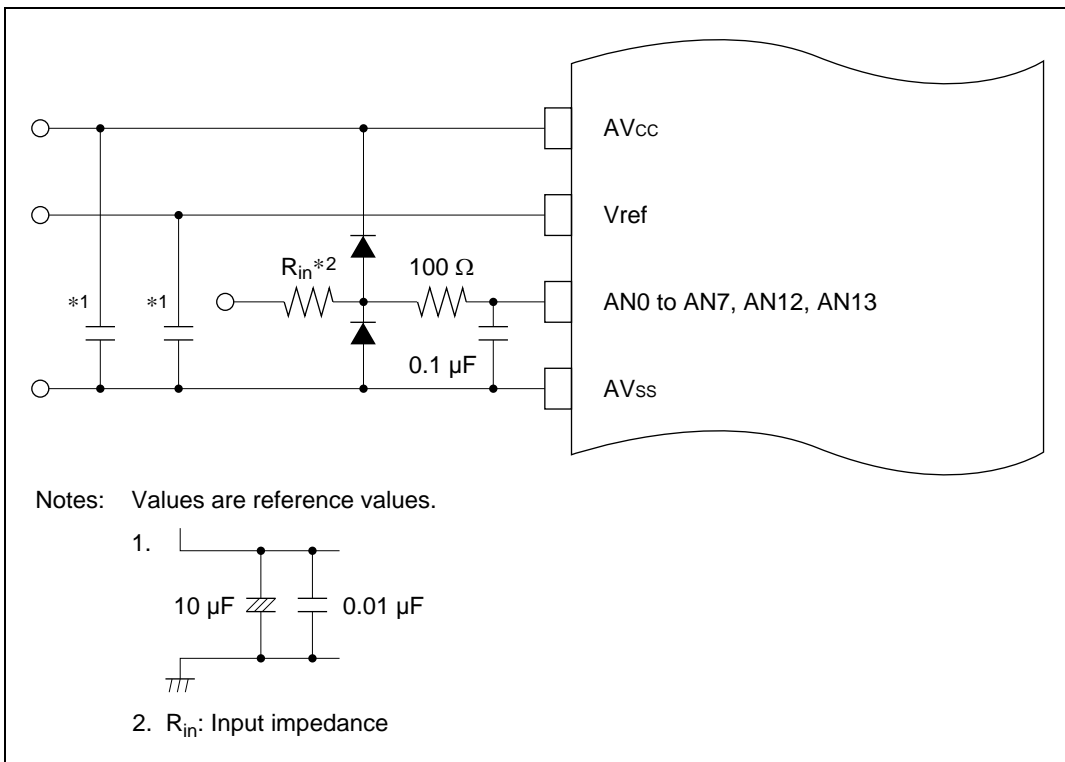 AVCC
Vref
Rin*2
100 Ω
*1
*1
AN0 to AN7, AN12, AN13
0.1 μF
AVSS
Notes: Values are reference values.
1.
10 μF
0.01 μF
2. Rin: Input impedance